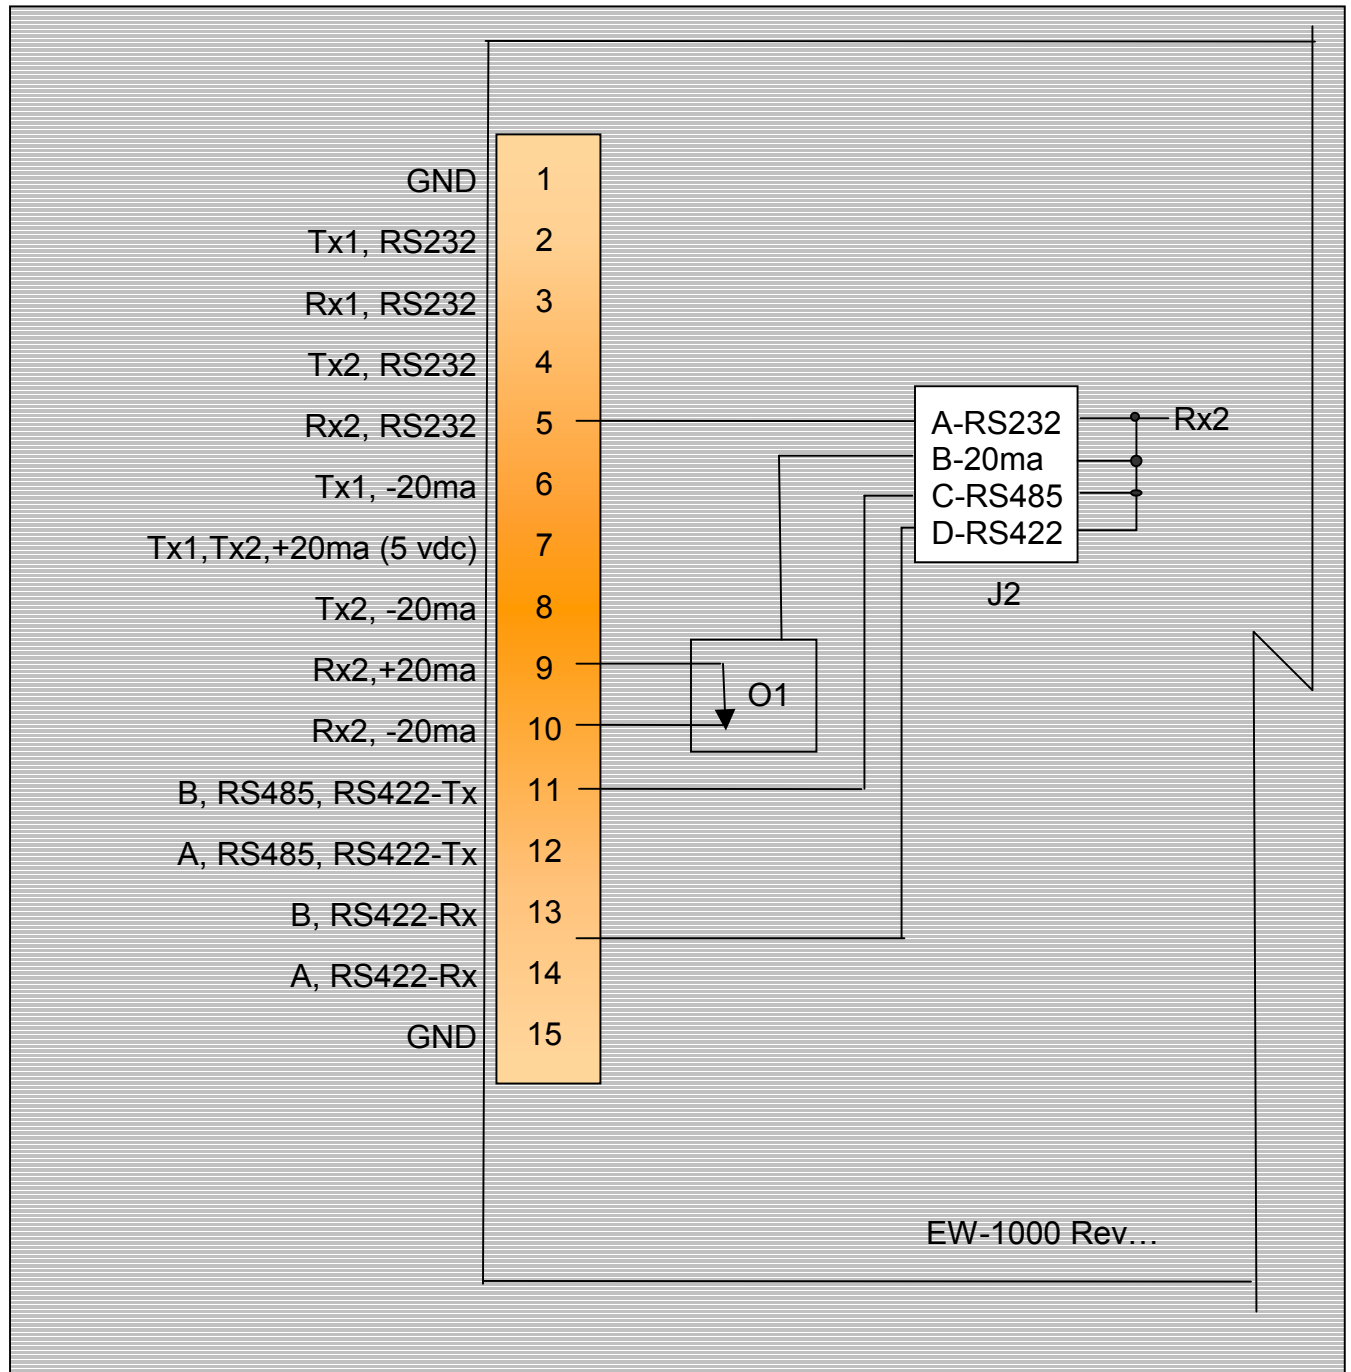 GND 1
Tx1, RS232 2
Rx1, RS232 3
Tx2, RS232 4
Rx2, RS232 5
Tx1, -20ma 6
Tx1,Tx2,+20ma (5 vdc) 7
Tx2, -20ma 8
Rx2,+20ma 9
Rx2, -20ma 10
B, RS485, RS422-Tx 11
A, RS485, RS422-Tx 12
B, RS422-Rx 13
A, RS422-Rx 14
GND 15
A-RS232
B-20ma
C-RS485
D-RS422
Rx2
J2
O1
EW-1000 Rev…